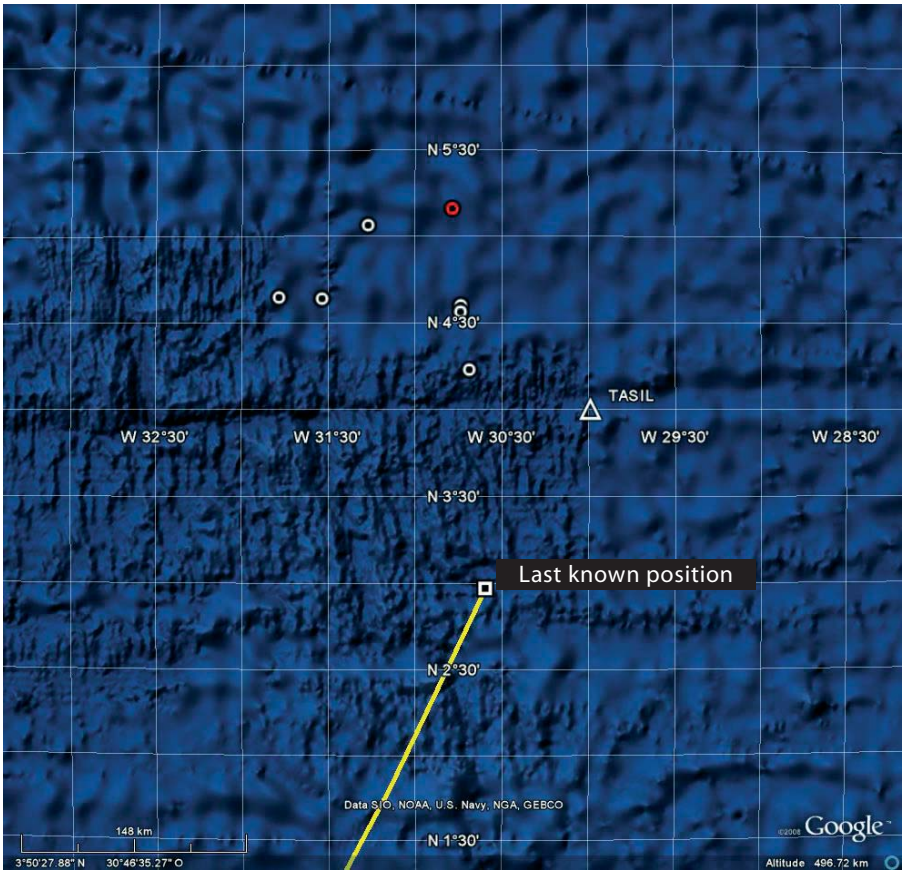 N 5°30'
N 4°30'
TASIL
W 32°30' W 31°30' W 30°30' W 29°30' W 28°30'
N 3°30'
Last known position
N 2°30'
Data SIO, NOAA, U.S. Navy, NGA, GEBCO
148 km
©2008 Google™
N 1°30'
3°50'27.88" N 30°46'35.27" O
Altitude 496.72 km